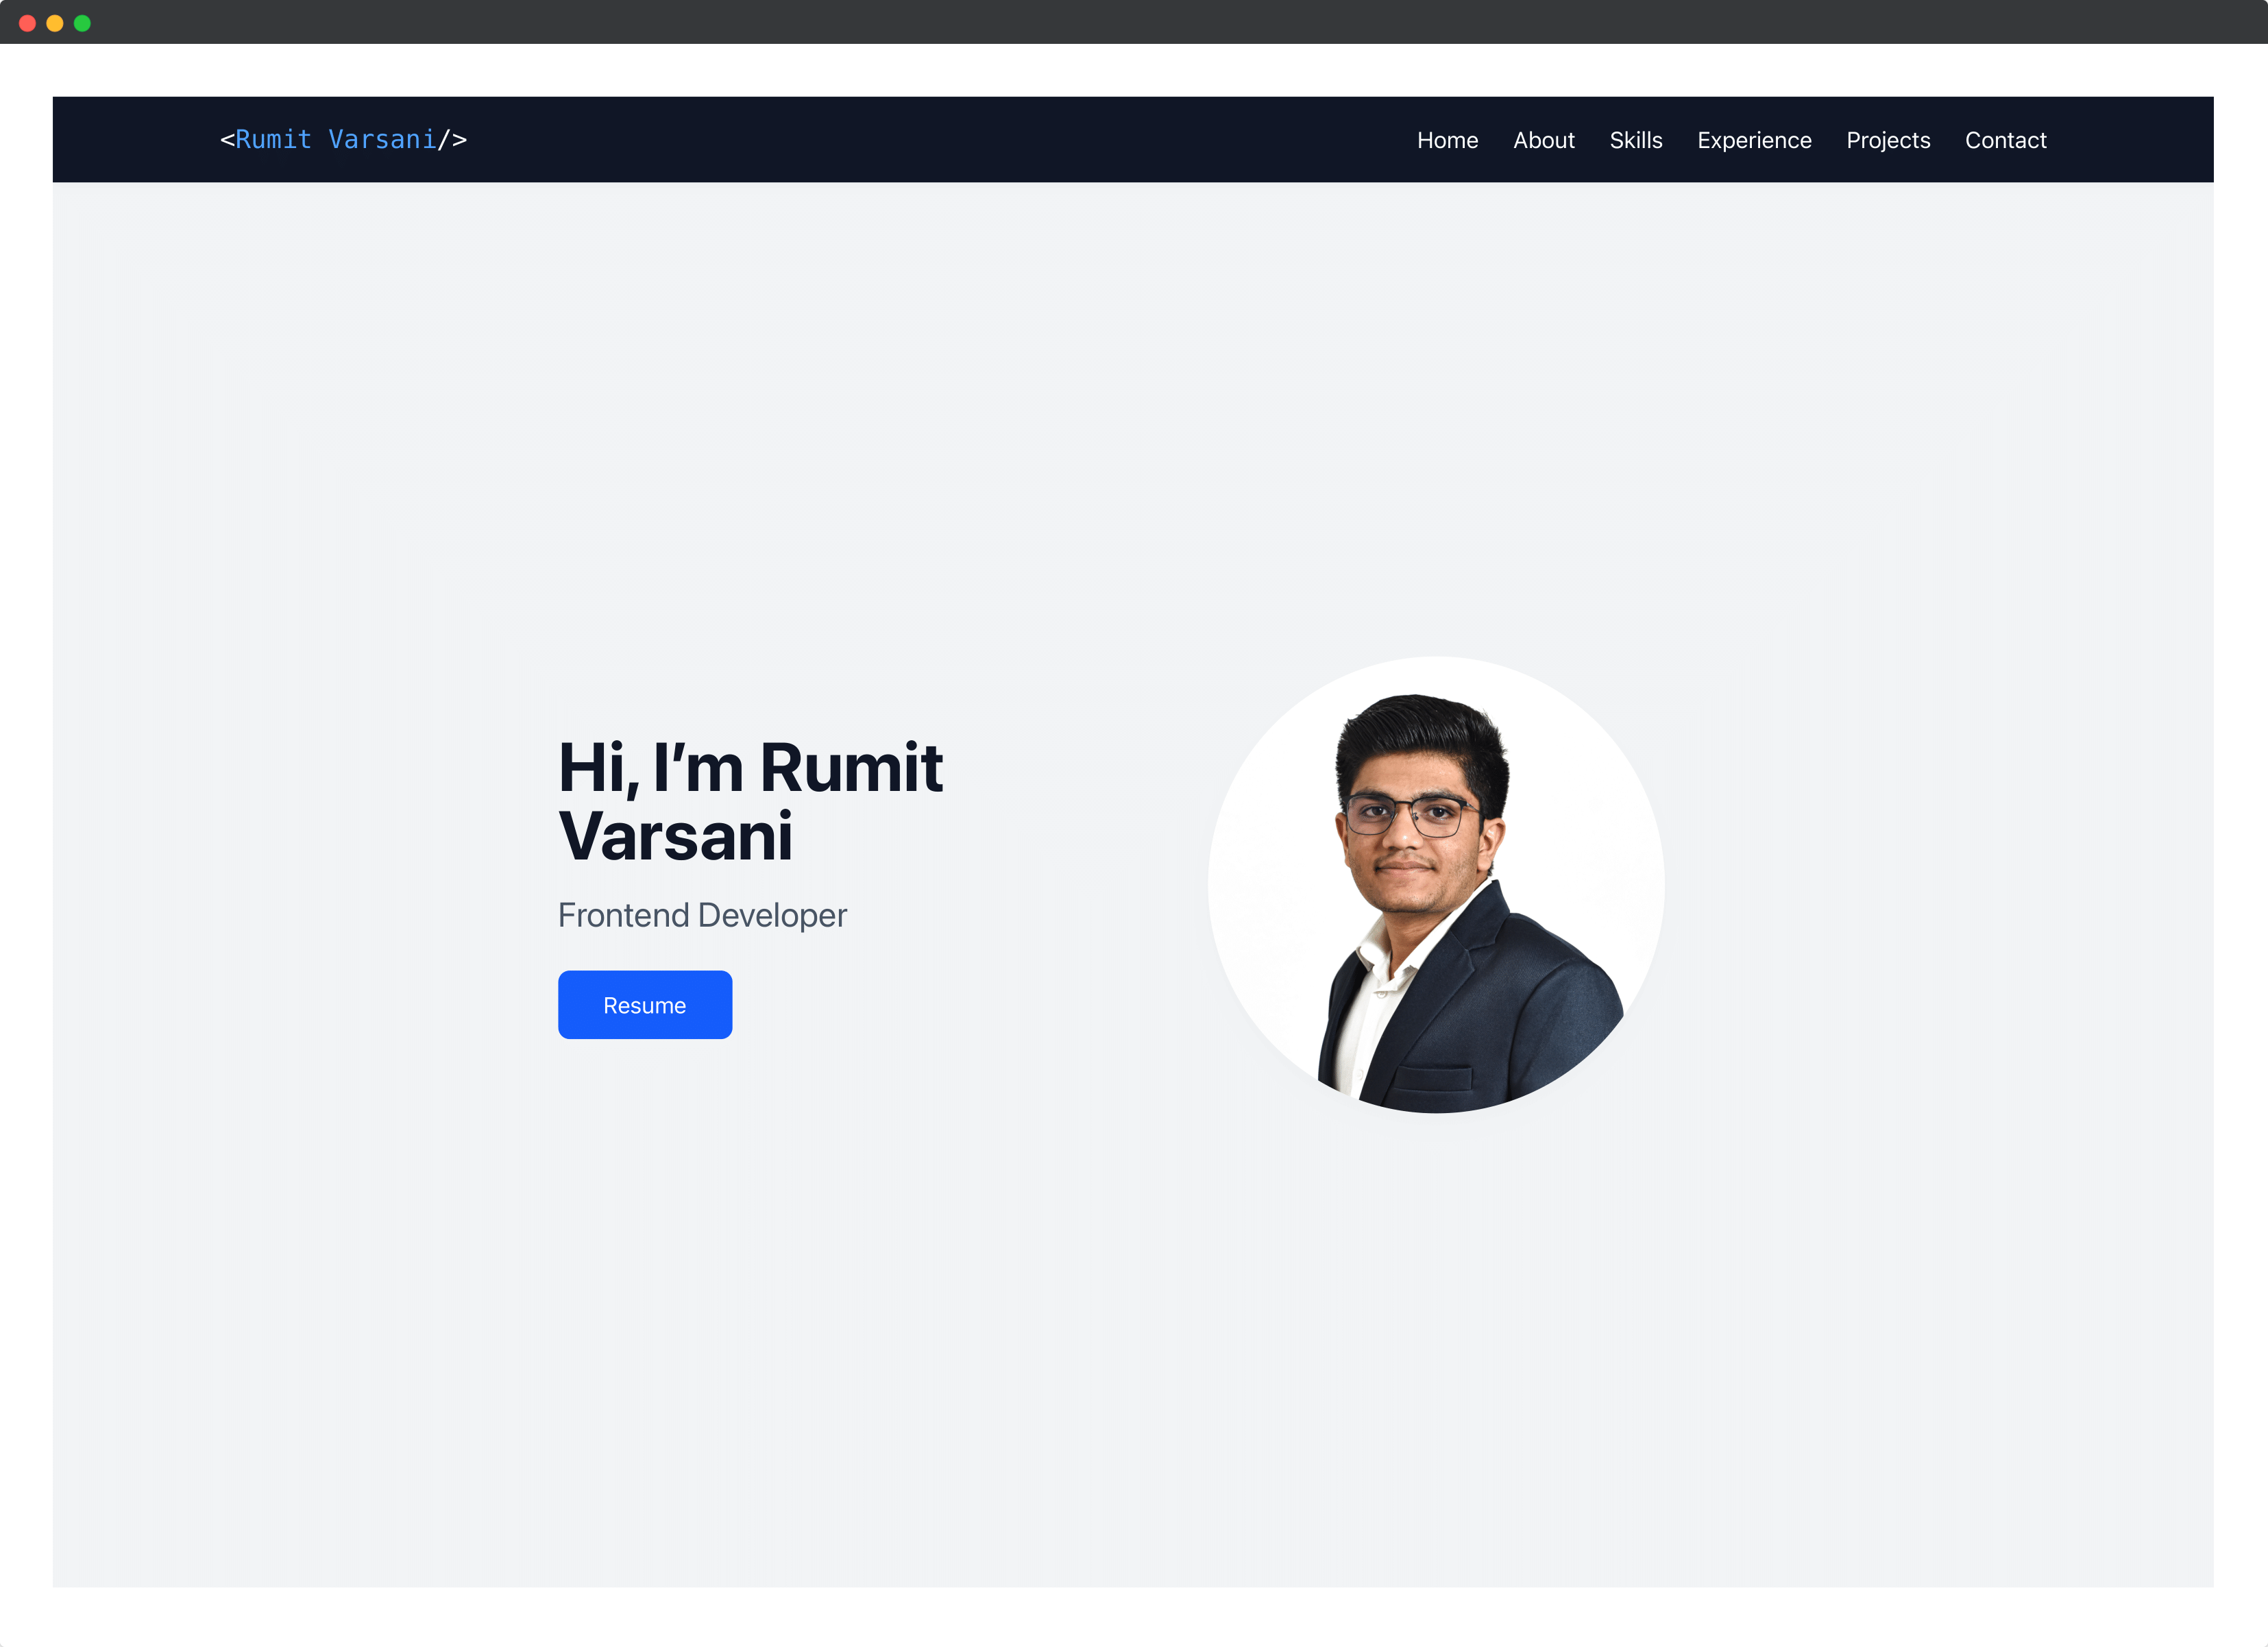 <Rumit Varsani/>
Home About Skills Experience Projects Contact
Hi, I’m Rumit
Varsani
Frontend Developer
Resume